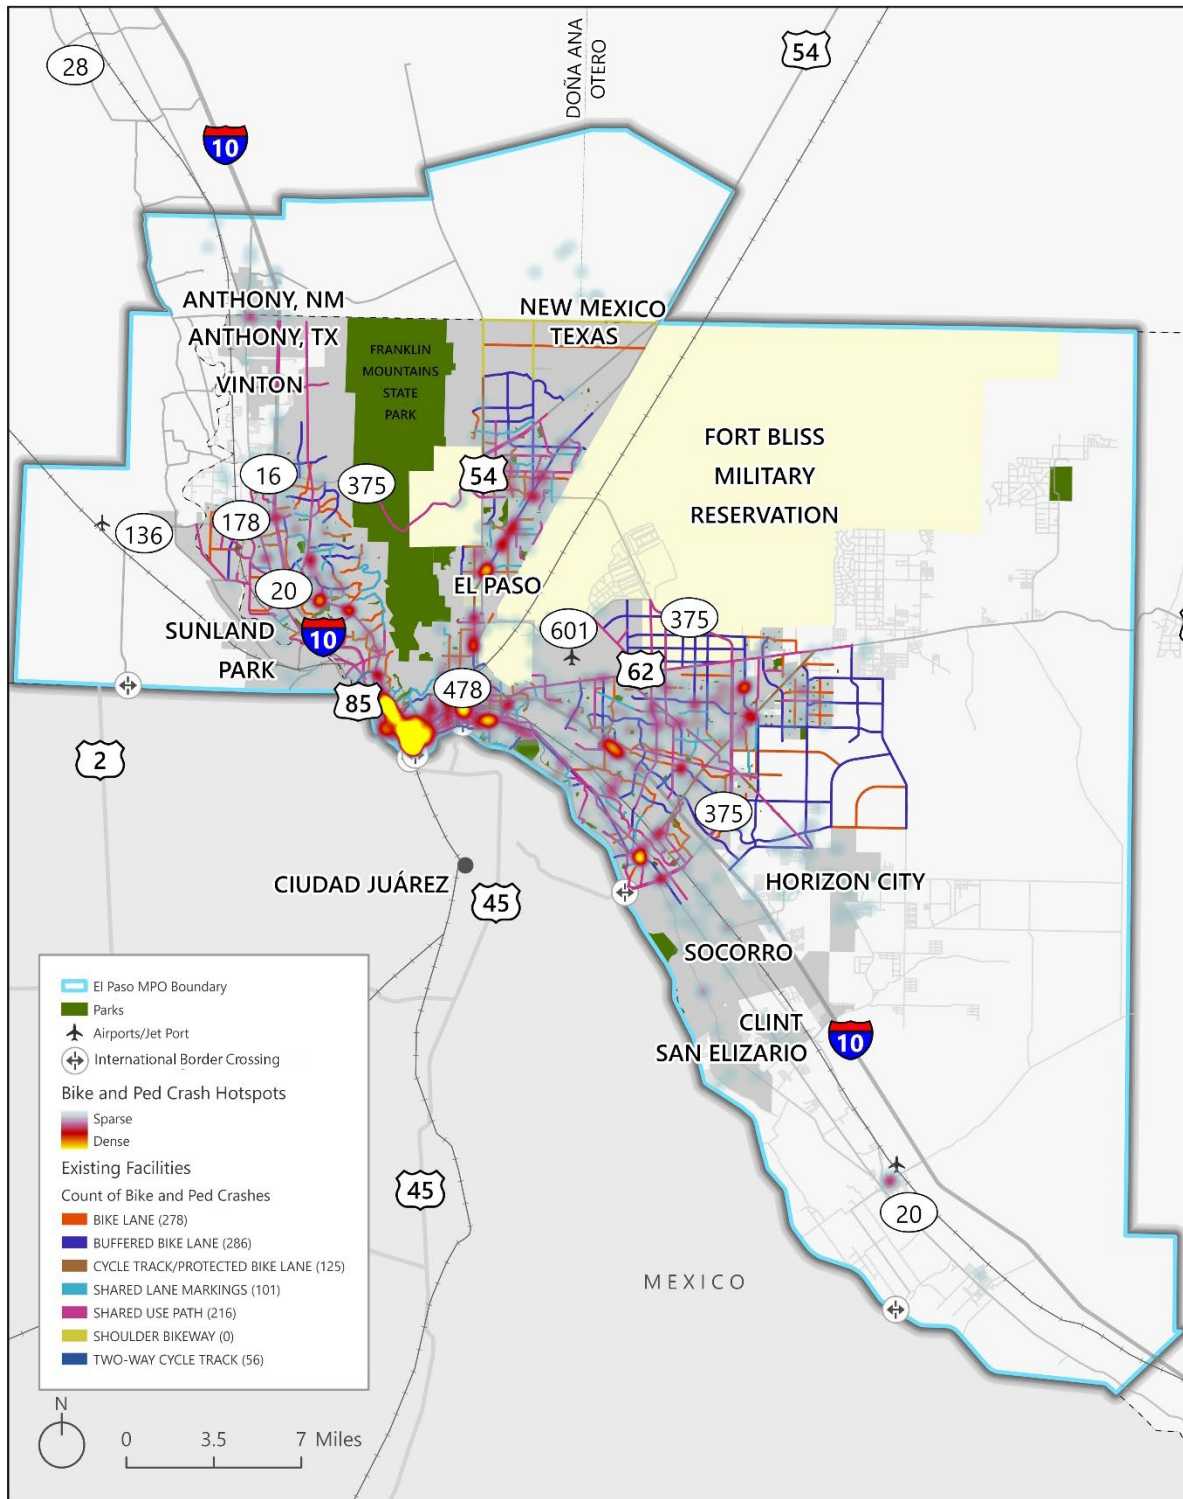 28
54
DOÑA ANA
OTERO
10
ANTHONY, NM
ANTHONY, TX
NEW MEXICO
TEXAS
VINTON
FRANKLIN
MOUNTAINS
STATE
PARK
FORT BLISS
MILITARY
RESERVATION
16
375
54
178
136
20
EL PASO
SUNLAND
PARK
10
601
375
62
85
478
2
375
CIUDAD JUÁREZ
45
HORIZON CITY
SOCORRO
CLINT
SAN ELIZARIO
10
45
20
MEXICO
El Paso MPO Boundary
Parks
Airports/Jet Port
International Border Crossing
Bike and Ped Crash Hotspots
Sparse
Dense
Existing Facilities
Count of Bike and Ped Crashes
BIKE LANE (278)
BUFFERED BIKE LANE (286)
CYCLE TRACK/PROTECTED BIKE LANE (125)
SHARED LANE MARKINGS (101)
SHARED USE PATH (216)
SHOULDER BIKEWAY (0)
TWO-WAY CYCLE TRACK (56)
N
0 3.5 7 Miles